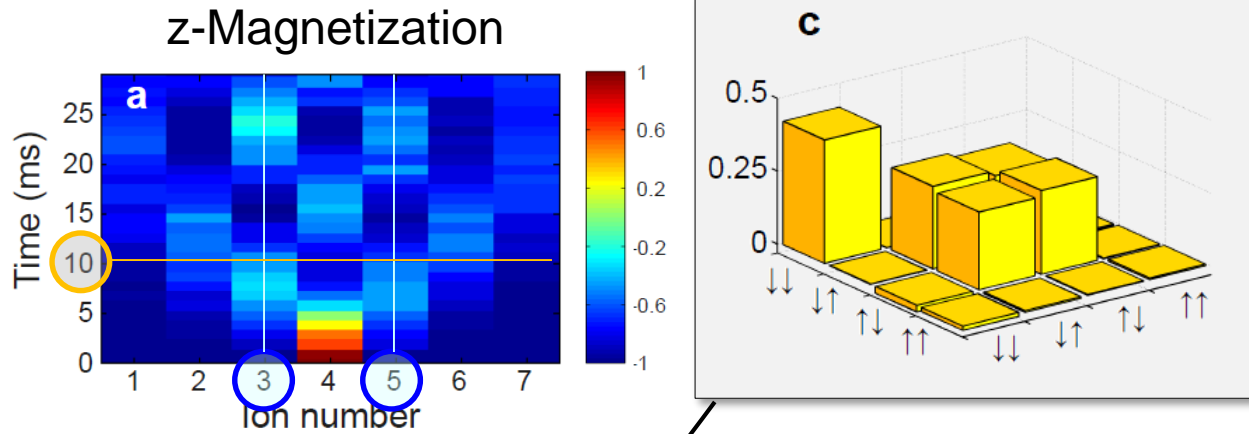 z-Magnetization
a
Time (ms)
25
20
15
10
5
0
1 2 3 4 5 6 7
Ion number
1
0.6
0.2
-0.2
-0.6
-1
c
0.5
0.25
0
↓↓ ↓↑ ↑↓ ↑↑
↓↓ ↓↑ ↑↓ ↑↑